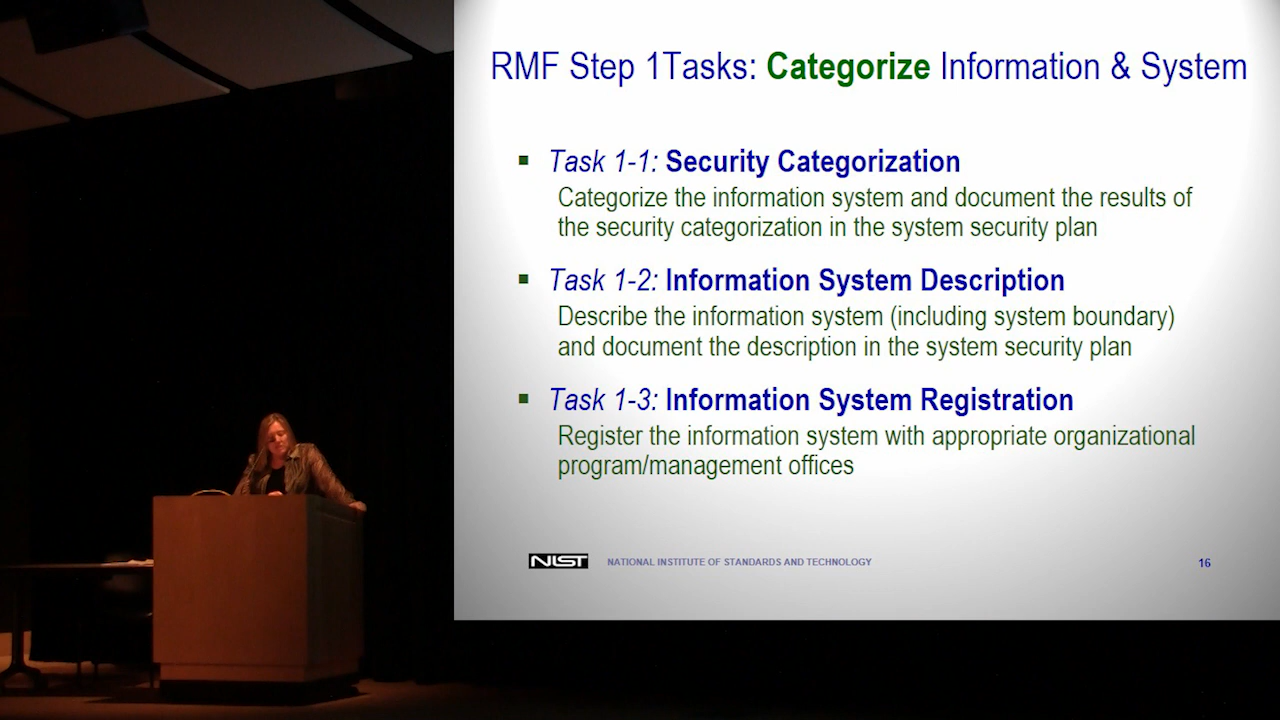 RMF Step 1Tasks: Categorize Information & System
▪ Task 1-1: Security Categorization
Categorize the information system and document the results of
the security categorization in the system security plan
▪ Task 1-2: Information System Description
Describe the information system (including system boundary)
and document the description in the system security plan
▪ Task 1-3: Information System Registration
Register the information system with appropriate organizational
program/management offices
NIST NATIONAL INSTITUTE OF STANDARDS AND TECHNOLOGY 16